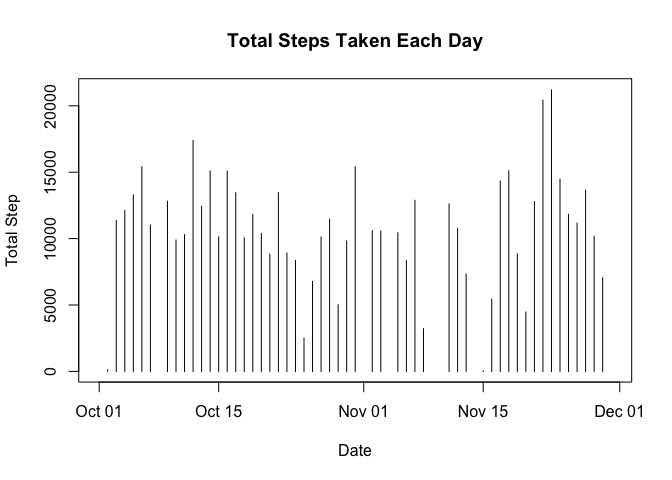 Total Steps Taken Each Day
Total Step
20000
15000
10000
5000
0
Oct 01 Oct 15 Nov 01 Nov 15 Dec 01
Date